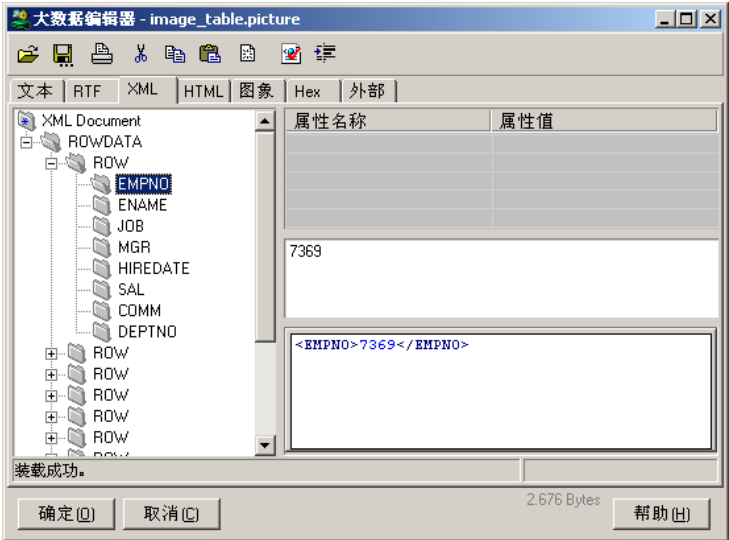 大数据编辑器 - image_table.picture
文本 RTF XML HTML 图象 Hex 外部
XML Document
ROWDATA
ROW
EMPNO
ENAME
JOB
MGR
HIREDATE
SAL
COMM
DEPTNO
ROW
ROW
ROW
ROW
ROW
ROW
属性名称 属性值
7369
<EMPNO>7369</EMPNO>
装载成功。
2.676 Bytes
确定(O) 取消(C) 帮助(H)